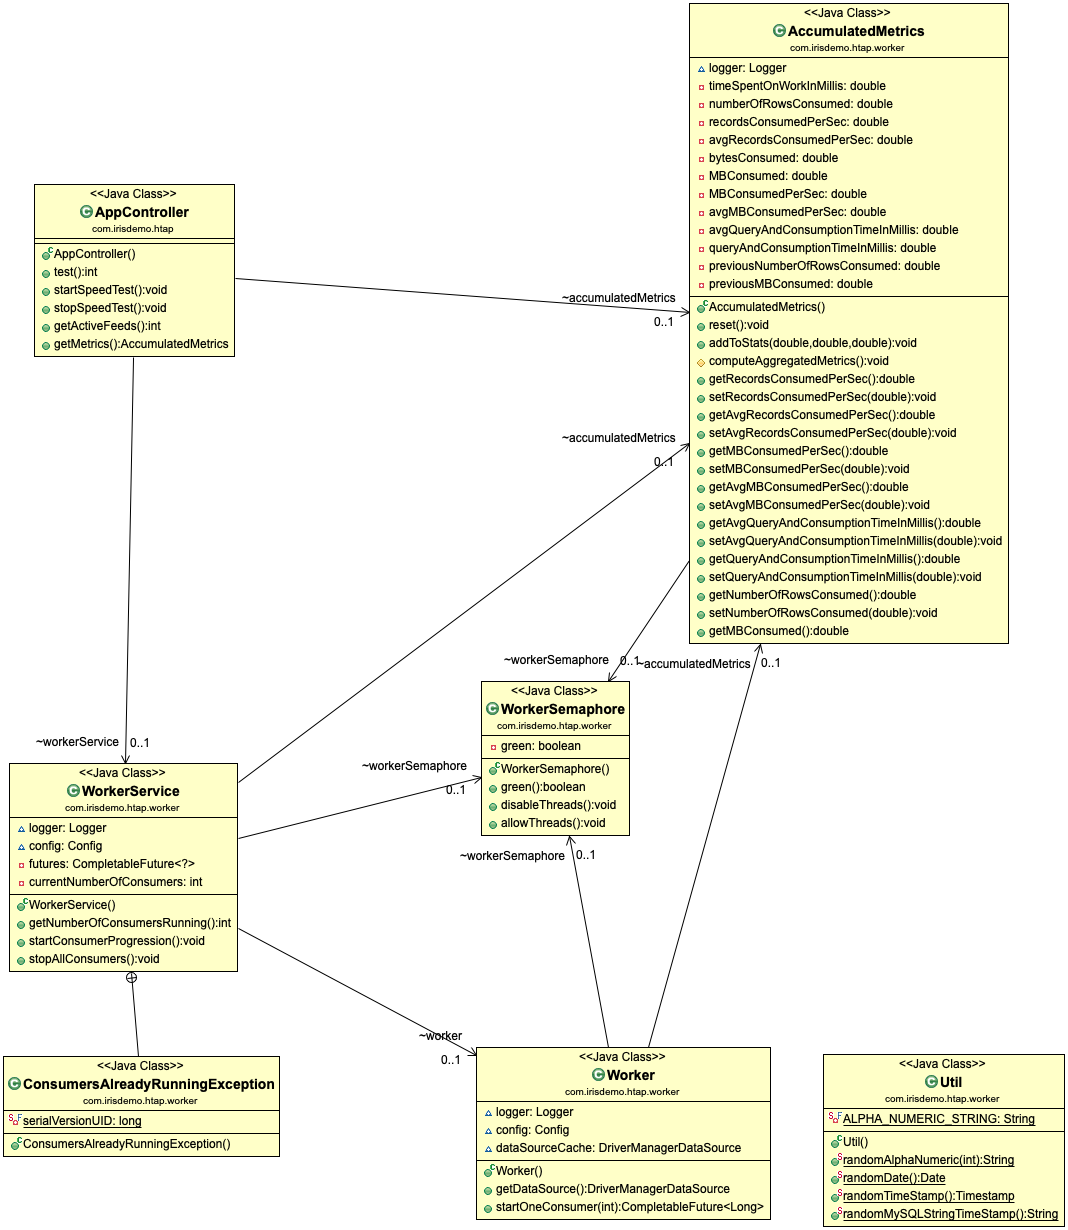 <<Java Class>>
AccumulatedMetrics
com.irisdemo.htap.worker
logger: Logger
timeSpentOnWorkInMillis: double
numberOfRowsConsumed: double
recordsConsumedPerSec: double
avgRecordsConsumedPerSec: double
bytesConsumed: double
MBConsumed: double
MBConsumedPerSec: double
avgMBConsumedPerSec: double
avgQueryAndConsumptionTimeInMillis: double
queryAndConsumptionTimeInMillis: double
previousNumberOfRowsConsumed: double
previousMBConsumed: double
AccumulatedMetrics()
reset():void
addToStats(double,double,double):void
computeAggregatedMetrics():void
getRecordsConsumedPerSec():double
setRecordsConsumedPerSec(double):void
getAvgRecordsConsumedPerSec():double
setAvgRecordsConsumedPerSec(double):void
getMBConsumedPerSec():double
setMBConsumedPerSec(double):void
getAvgMBConsumedPerSec():double
setAvgMBConsumedPerSec(double):void
getAvgQueryAndConsumptionTimeInMillis():double
setAvgQueryAndConsumptionTimeInMillis(double):void
getQueryAndConsumptionTimeInMillis():double
setQueryAndConsumptionTimeInMillis(double):void
getNumberOfRowsConsumed():double
setNumberOfRowsConsumed(double):void
getMBConsumed():double
<<Java Class>>
AppController
com.irisdemo.htap
AppController()
test():int
startSpeedTest():void
stopSpeedTest():void
getActiveFeeds():int
getMetrics():AccumulatedMetrics
~accumulatedMetrics
0..1
~accumulatedMetrics
0..1
~workerSemaphore
0..1
~accumulatedMetrics
0..1
~workerService
0..1
<<Java Class>>
WorkerSemaphore
com.irisdemo.htap.worker
green: boolean
WorkerSemaphore()
green():boolean
disableThreads():void
allowThreads():void
~workerSemaphore
0..1
~workerSemaphore
0..1
<<Java Class>>
WorkerService
com.irisdemo.htap.worker
logger: Logger
config: Config
futures: CompletableFuture<?>
currentNumberOfConsumers: int
WorkerService()
getNumberOfConsumersRunning():int
startConsumerProgression():void
stopAllConsumers():void
~worker
0..1
<<Java Class>>
ConsumersAlreadyRunningException
com.irisdemo.htap.worker
serialVersionUID: long
ConsumersAlreadyRunningException()
<<Java Class>>
Worker
com.irisdemo.htap.worker
logger: Logger
config: Config
dataSourceCache: DriverManagerDataSource
Worker()
getDataSource():DriverManagerDataSource
startOneConsumer(int):CompletableFuture<Long>
<<Java Class>>
Util
com.irisdemo.htap.worker
ALPHA_NUMERIC_STRING: String
Util()
randomAlphaNumeric(int):String
randomDate():Date
randomTimeStamp():Timestamp
randomMySQLStringTimeStamp():String